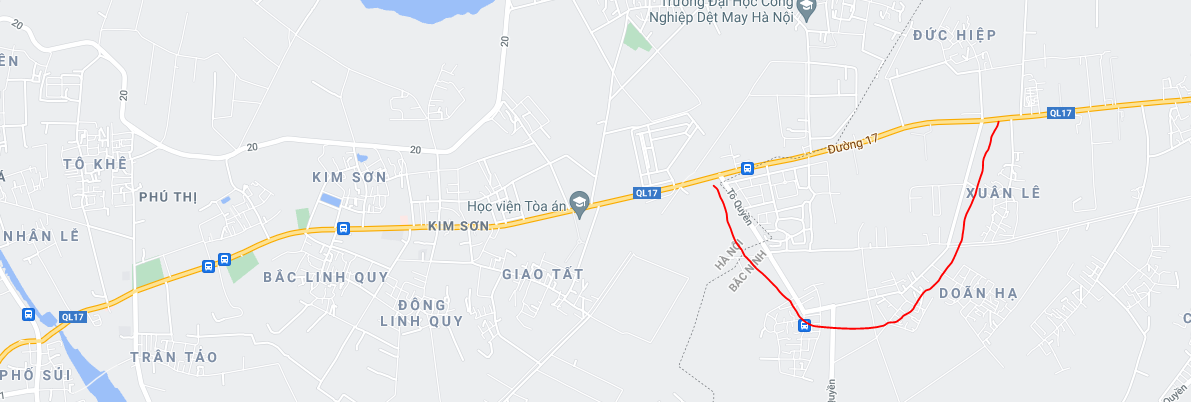 Trường Đại Học Công
Nghiệp Dệt May Hà Nội
ĐỨC HIỆP
20
20
QL17
Đường 17
20
20
TÔ KHÊ
KIM SƠN
PHÚ THỊ
QL17
Tô Quyền
XUÂN LÊ
Học viện Tòa án
KIM SƠN
NHÂN LỄ
HÀ NỘI
BẮC NINH
BẮC LINH QUY
GIAO TẤT
DOÃN HẠ
ĐÔNG
LINH QUY
QL17
TRÂN TẢO
PHỐ SỦI
Quyền
Quyền